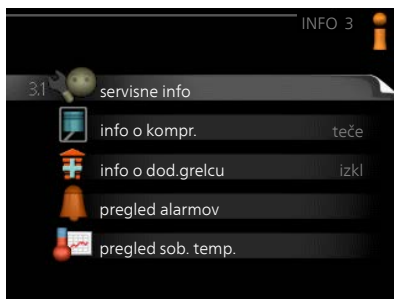 INFO 3
3.1 servisne info
info o kompr. teče
info o dod.grelcu izkl
pregled alarmov
pregled sob. temp.